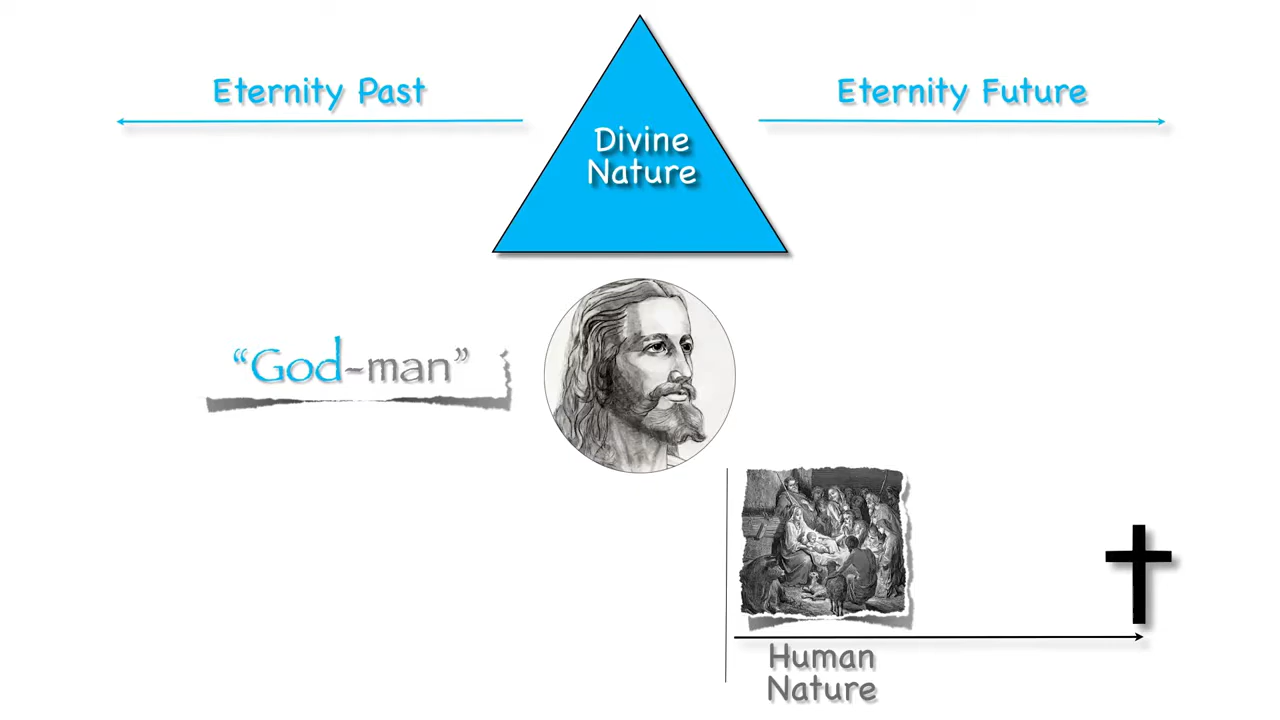 Eternity Past
Eternity Future
Divine
Nature
“God-man”
Human
Nature